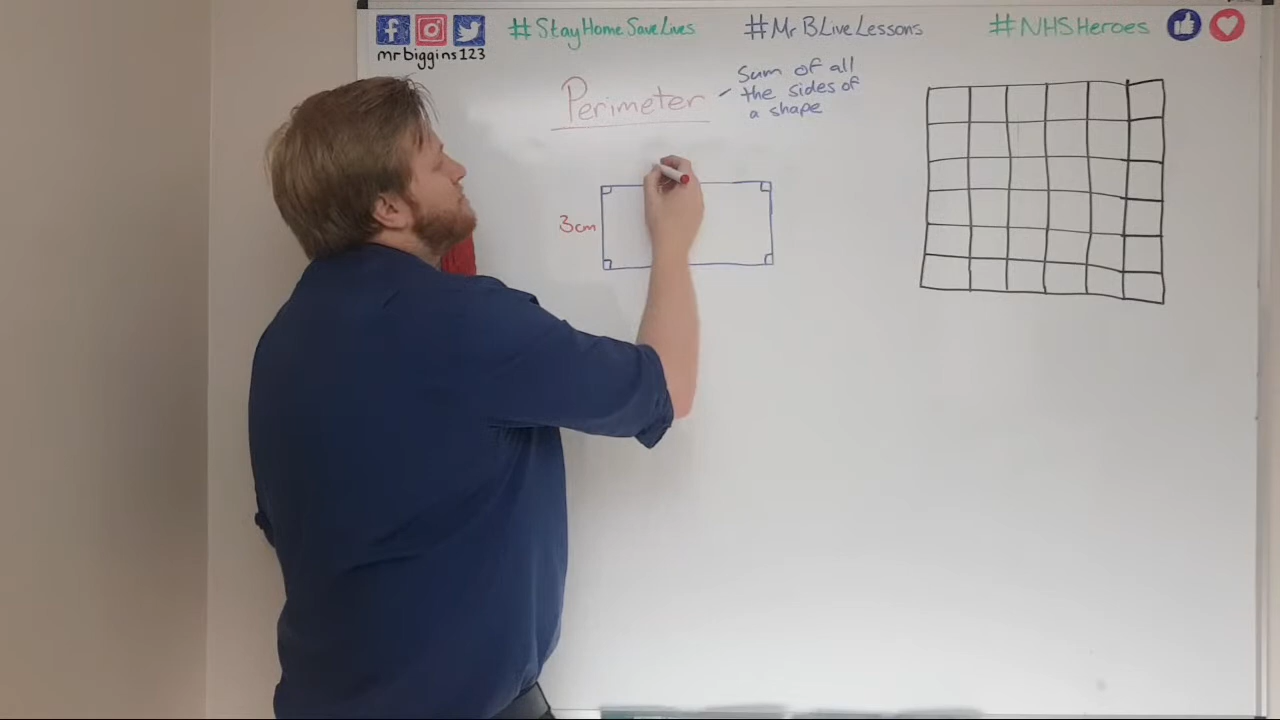 #StayHomeSaveLives
#MrBLiveLessons
#NHSHeroes
mrbiggins123
Perimeter -
Sum of all
the sides of
a shape
3cm